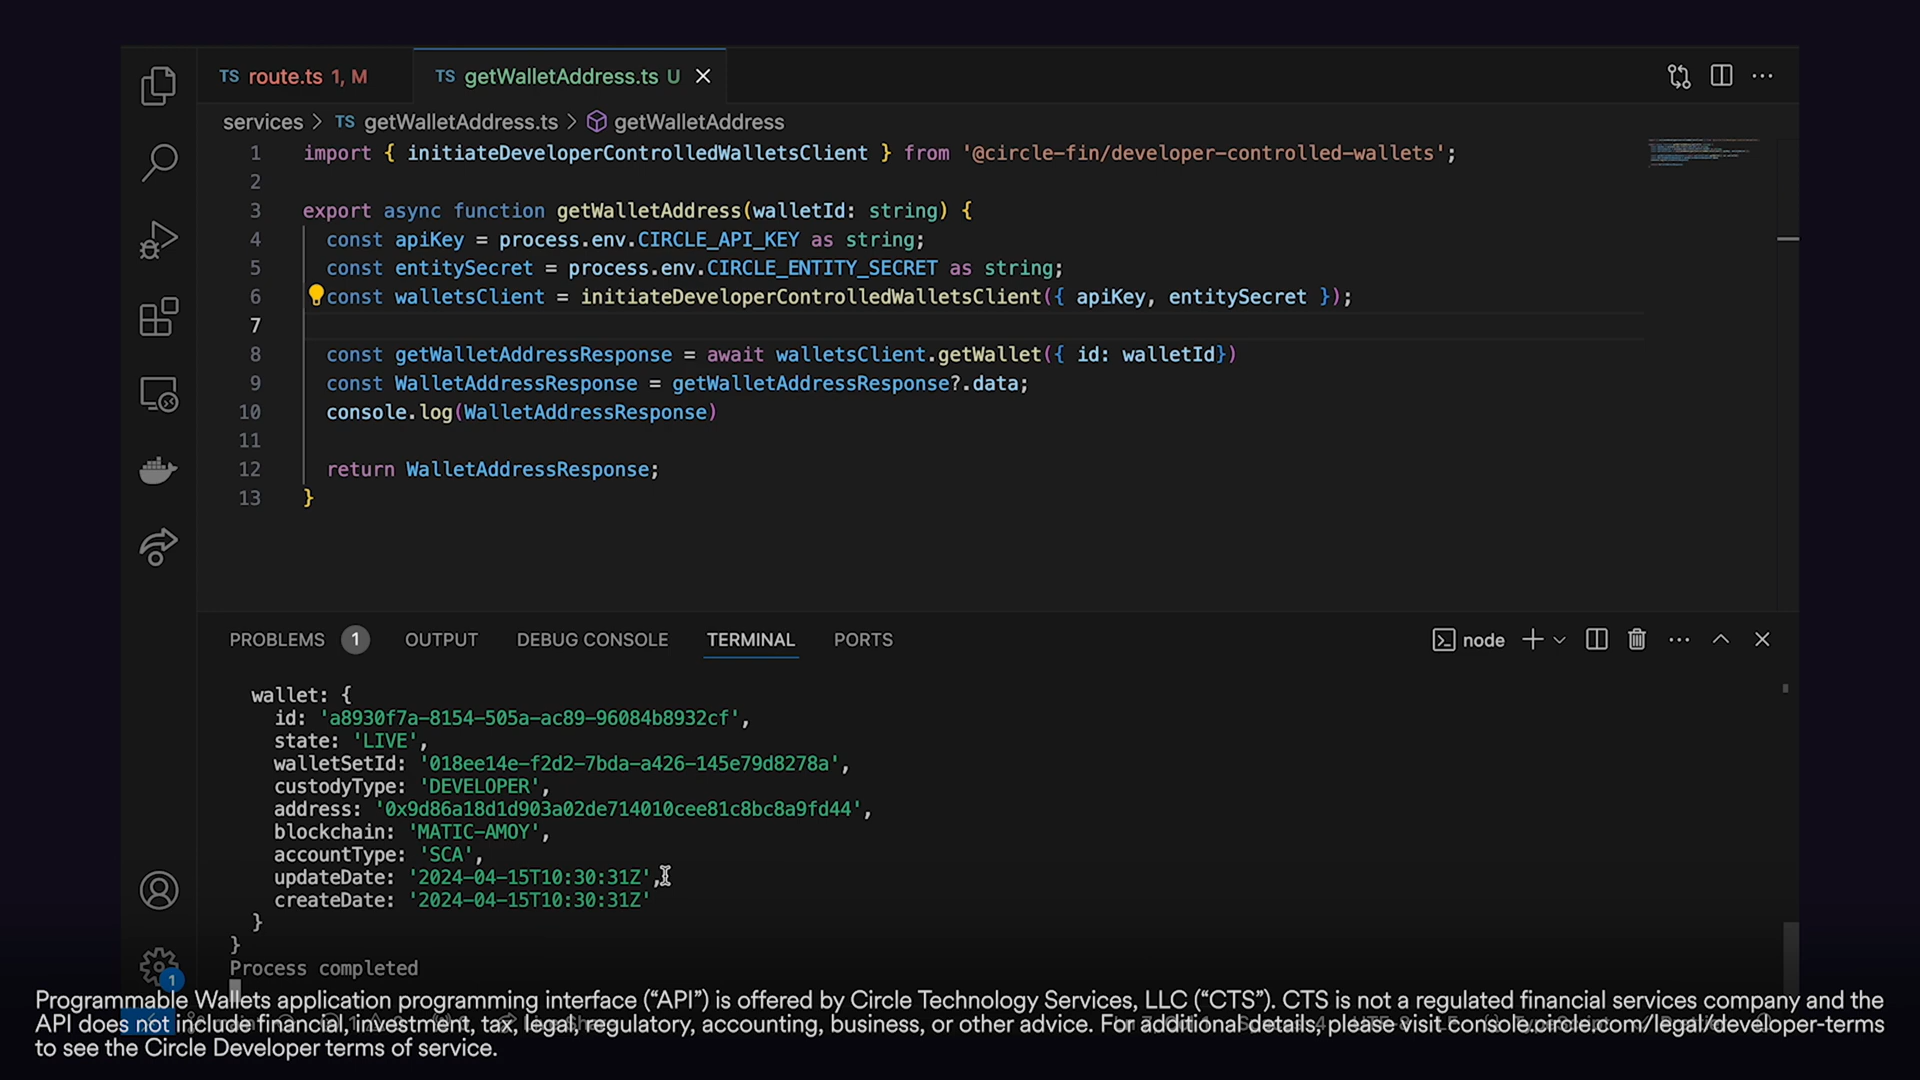 TS route.ts 1, M
TS getWalletAddress.ts U
services > TS getWalletAddress.ts > getWalletAddress
1 import { initiateDeveloperControlledWalletsClient } from '@circle-fin/developer-controlled-wallets';
2
3 export async function getWalletAddress(walletId: string) {
4 const apiKey = process.env.CIRCLE_API_KEY as string;
5 const entitySecret = process.env.CIRCLE_ENTITY_SECRET as string;
6 const walletsClient = initiateDeveloperControlledWalletsClient({ apiKey, entitySecret });
7
8 const getWalletAddressResponse = await walletsClient.getWallet({ id: walletId})
9 const WalletAddressResponse = getWalletAddressResponse?.data;
10 console.log(WalletAddressResponse)
11
12 return WalletAddressResponse;
13 }
PROBLEMS 1 OUTPUT DEBUG CONSOLE TERMINAL PORTS node
wallet: {
id: 'a8930f7a-8154-505a-ac89-96084b8932cf',
state: 'LIVE',
walletSetId: '018ee14e-f2d2-7bda-a426-145e79d8278a',
custodyType: 'DEVELOPER',
address: '0x9d86a18d1d903a02de714010cee81c8bc8a9fd44',
blockchain: 'MATIC-AMOY',
accountType: 'SCA',
updateDate: '2024-04-15T10:30:31Z',
createDate: '2024-04-15T10:30:31Z'
}
}
Process completed
1
Programmable Wallets application programming interface (“API”) is offered by Circle Technology Services, LLC (“CTS”). CTS is not a regulated financial services company and the
API does not include financial, investment, tax, legal, regulatory, accounting, business, or other advice. For additional details, please visit console.circle.com/legal/developer-terms
to see the Circle Developer terms of service.